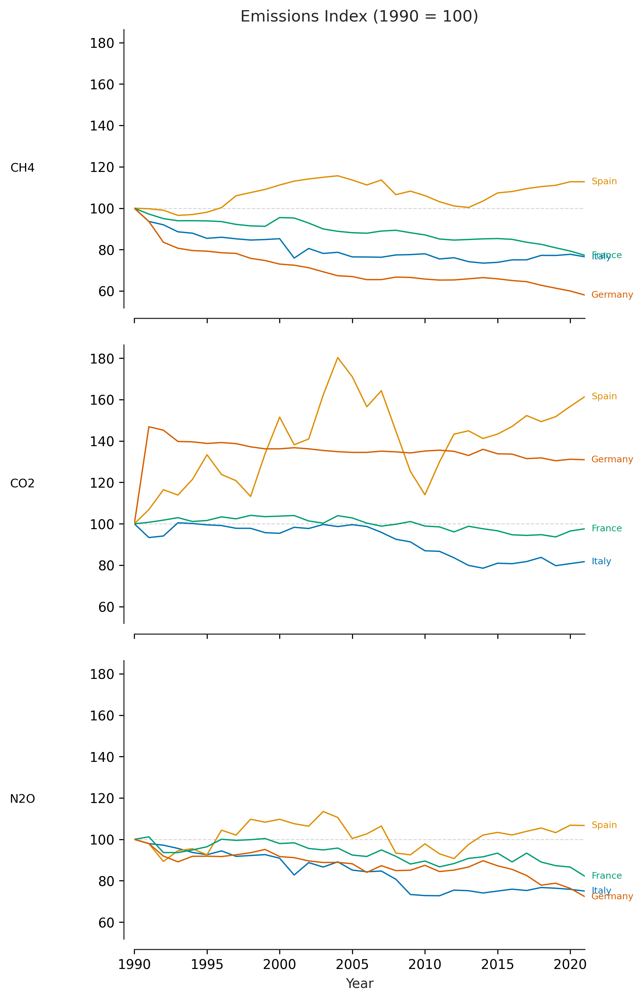 Emissions Index (1990 = 100)
180
160
140
CH4
120
100
80
60
Spain
France
Italy
Germany
180
160
140
CO2
120
100
80
60
Spain
Germany
France
Italy
180
160
140
N2O
120
100
80
60
Spain
France
Italy
Germany
1990 1995 2000 2005 2010 2015 2020
Year